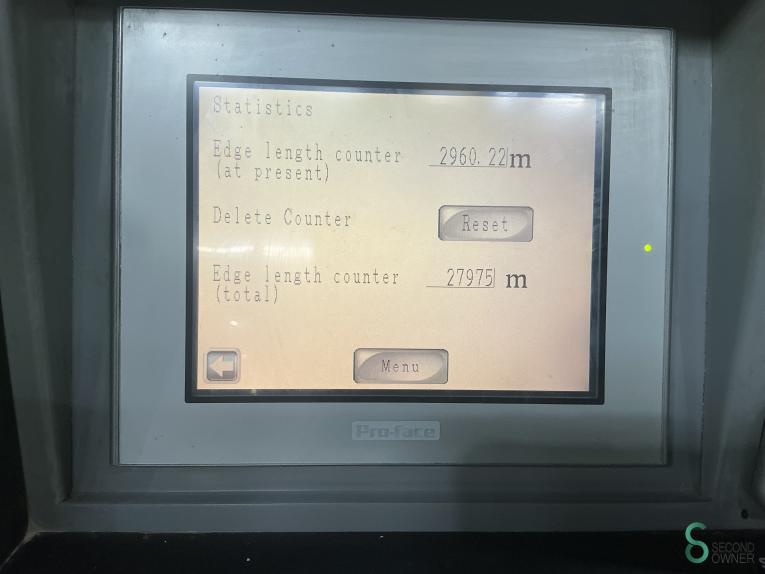 Statistics
Edge length counter 2960.22 m
(at present)
Delete Counter Reset
Edge length counter 27975 m
(total)
Menu
Pro-face
SECOND
OWNER